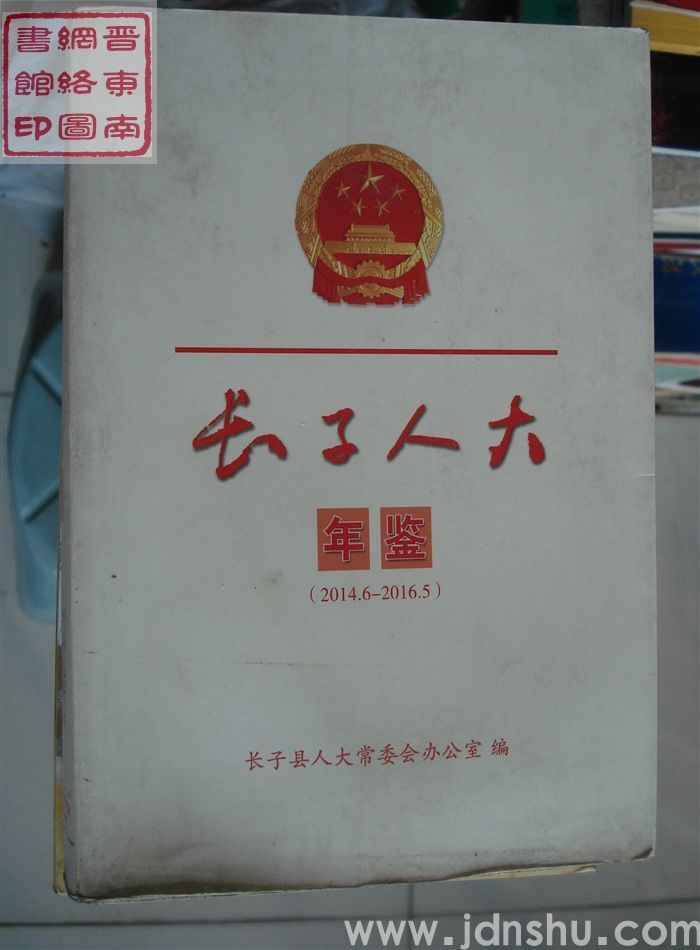 晋東南
網絡圖
書館印
长子人大
年鉴
（2014.6-2016.5）
长子县人大常委会办公室 编
www.jdnshu.com